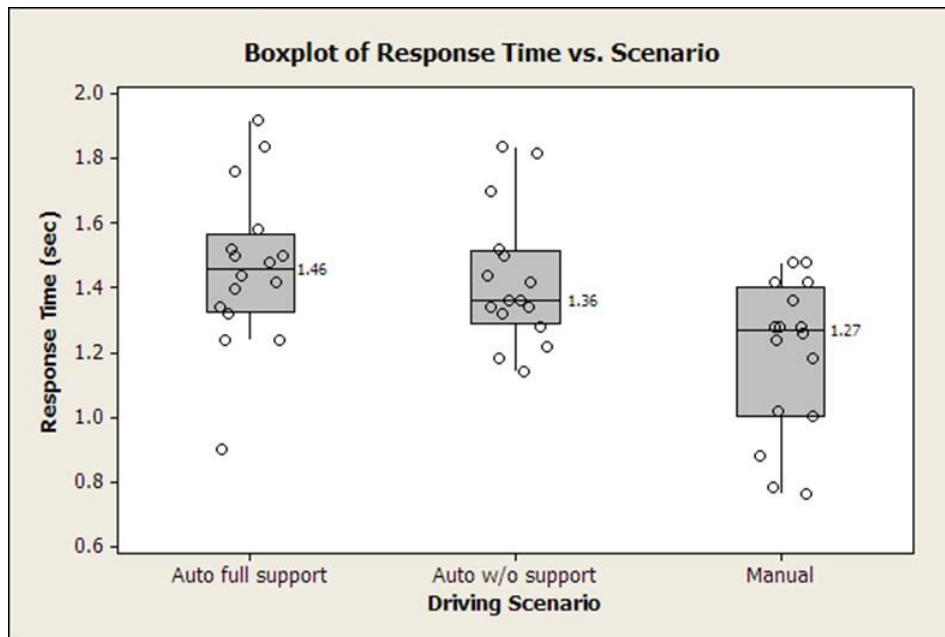 Boxplot of Response Time vs. Scenario
2.0
1.8
1.6
1.4
1.2
1.0
0.8
0.6
Response Time (sec)
1.46
1.36
1.27
Auto full support
Auto w/o support
Manual
Driving Scenario